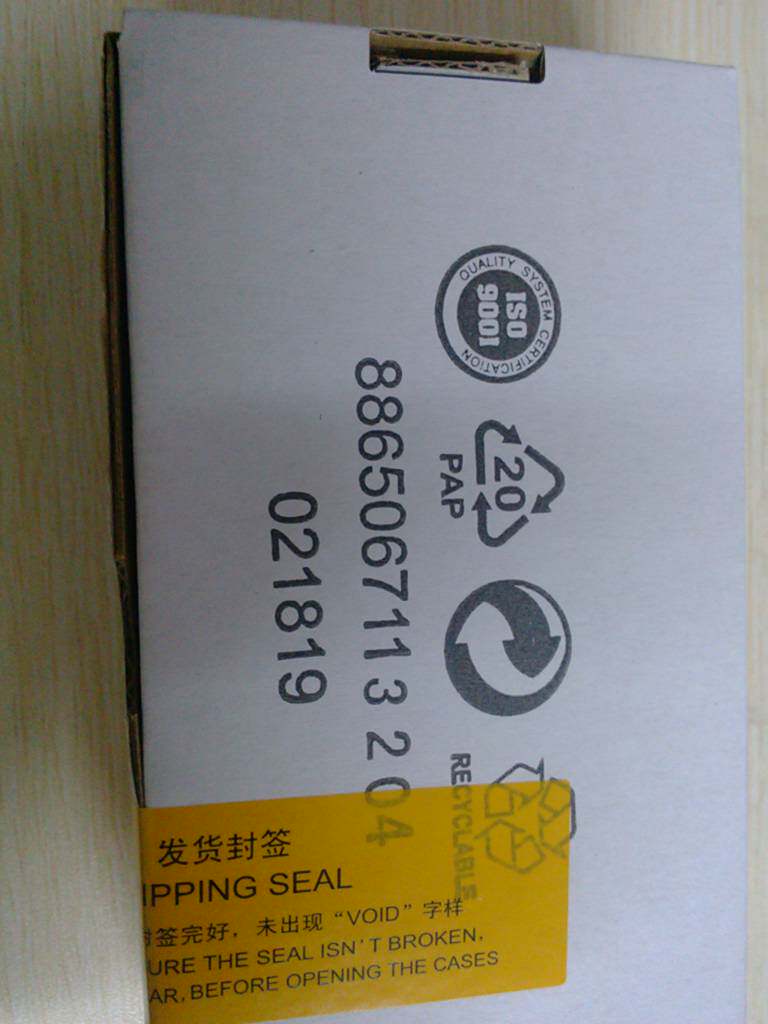 QUALITY SYSTEM CERTIFICATION
ISO
9001
20
PAP
RECYCLABLE
8865067113 204
021819
发货封签
IPPING SEAL
封签完好，未出现“VOID”字样
URE THE SEAL ISN'T BROKEN,
AR, BEFORE OPENING THE CASES